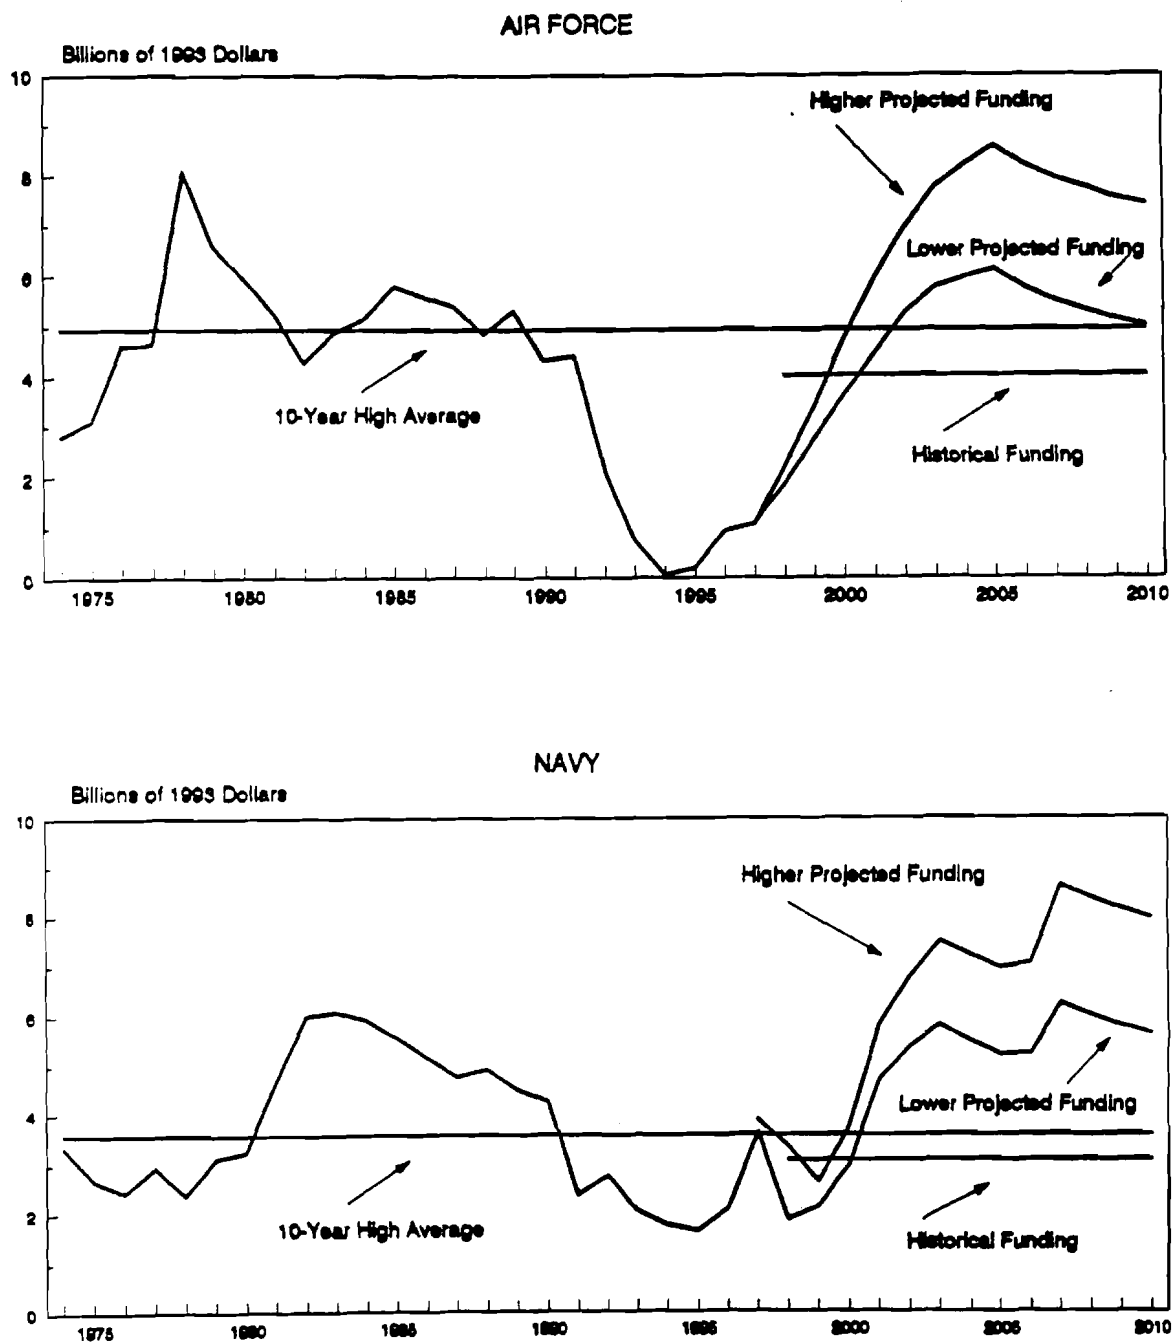 AIR FORCE
Billions of 1993 Dollars
10
Higher Projected Funding
8
Lower Projected Funding
6
4
10-Year High Average
Historical Funding
2
0
1975 1980 1985 1990 1995 2000 2005 2010
NAVY
Billions of 1993 Dollars
10
Higher Projected Funding
8
6
Lower Projected Funding
4
10-Year High Average
Historical Funding
2
0
1975 1980 1985 1990 1995 2000 2005 2010